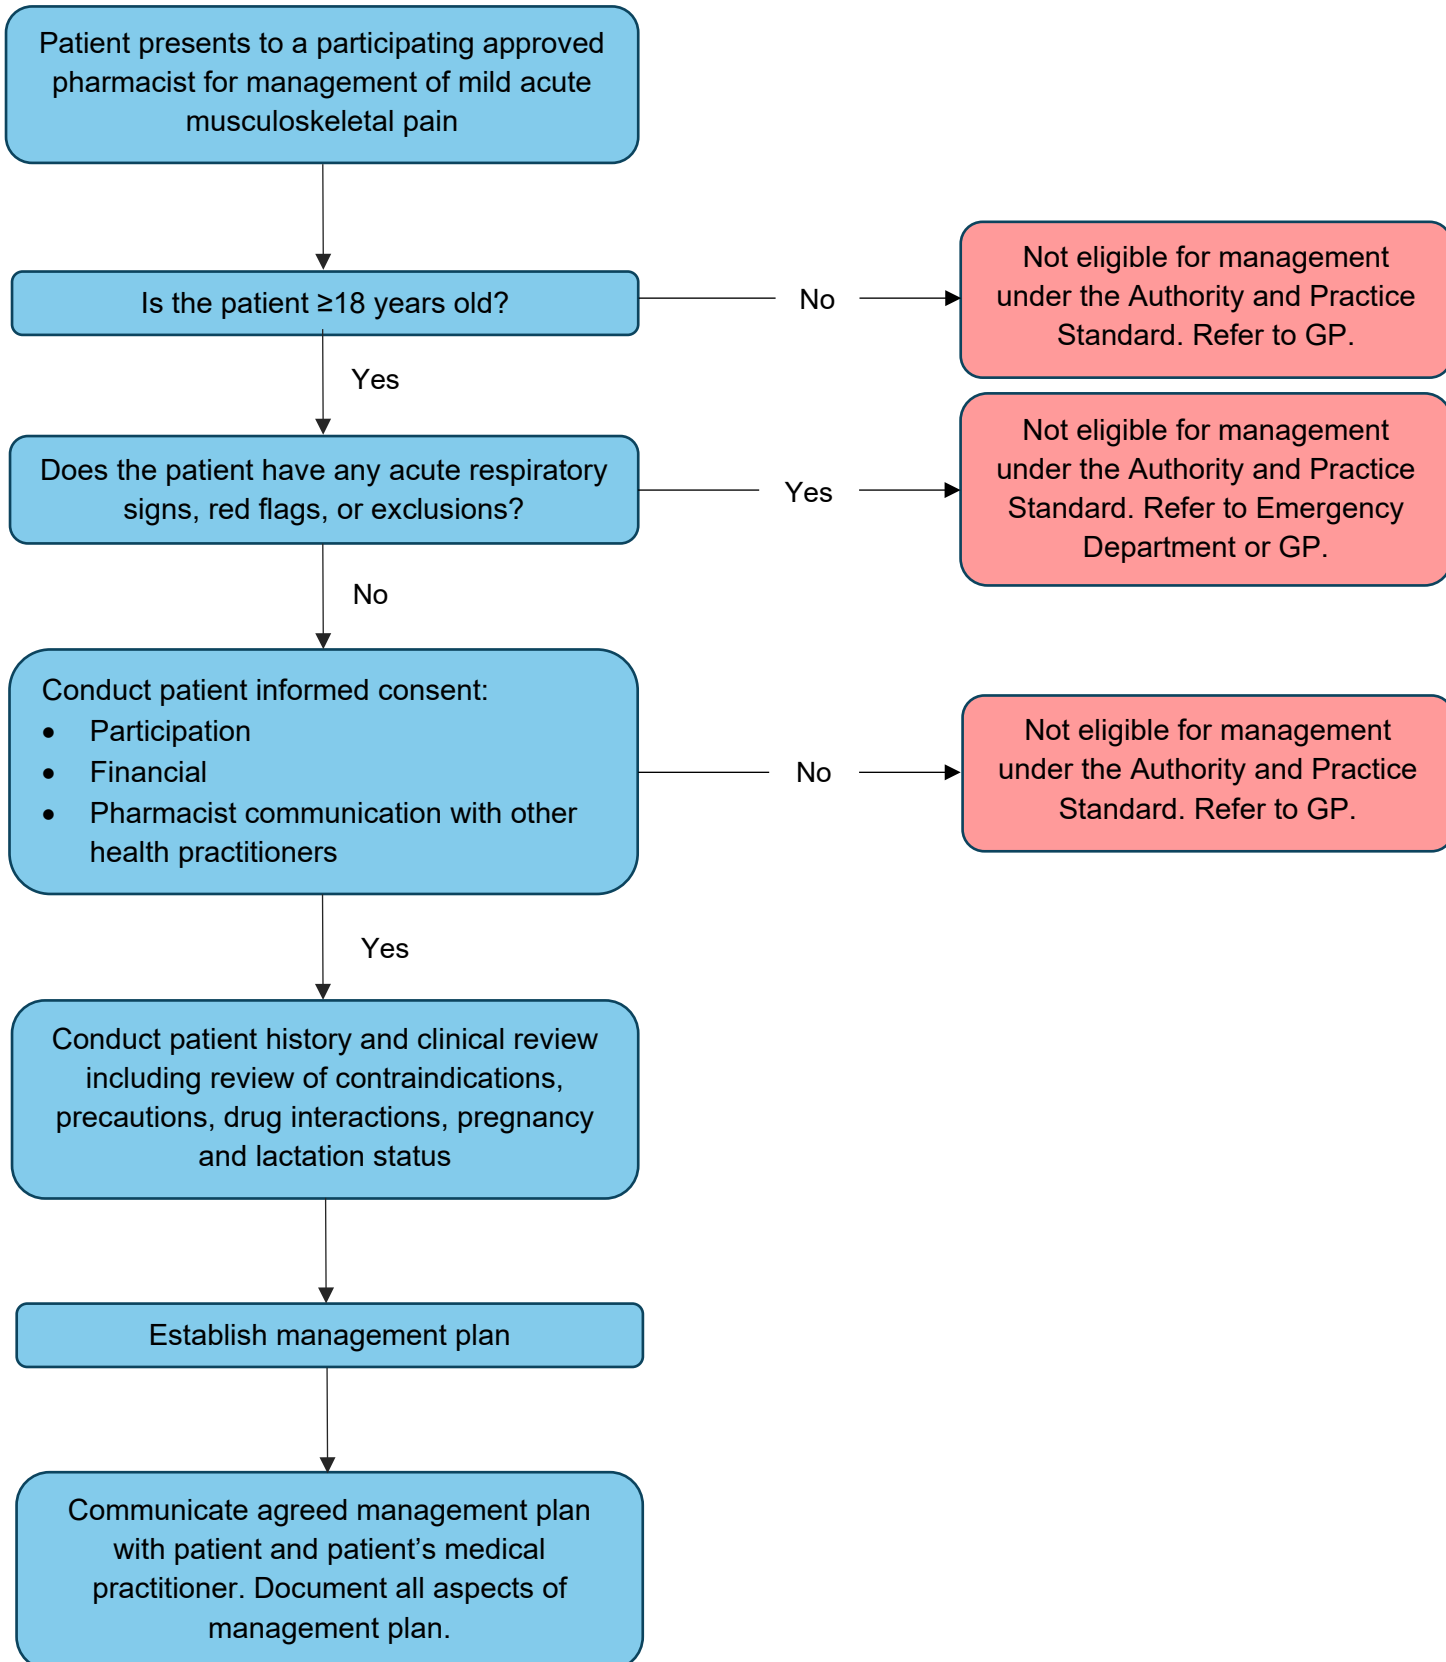 Patient presents to a participating approved
pharmacist for management of mild acute
musculoskeletal pain
Is the patient ≥18 years old?
No
Not eligible for management
under the Authority and Practice
Standard. Refer to GP.
Yes
Does the patient have any acute respiratory
signs, red flags, or exclusions?
Yes
Not eligible for management
under the Authority and Practice
Standard. Refer to Emergency
Department or GP.
No
Conduct patient informed consent:
• Participation
• Financial
• Pharmacist communication with other
health practitioners
No
Not eligible for management
under the Authority and Practice
Standard. Refer to GP.
Yes
Conduct patient history and clinical review
including review of contraindications,
precautions, drug interactions, pregnancy
and lactation status
Establish management plan
Communicate agreed management plan
with patient and patient’s medical
practitioner. Document all aspects of
management plan.